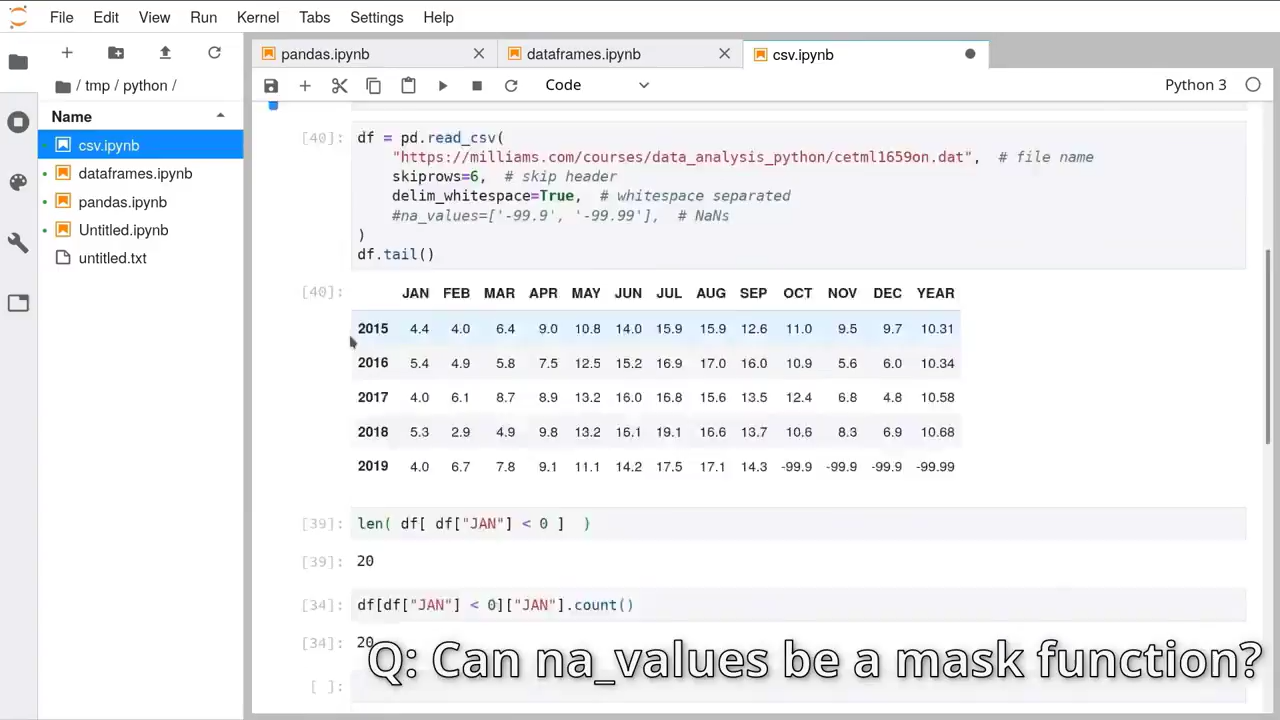 File Edit View Run Kernel Tabs Settings Help
pandas.ipynb dataframes.ipynb csv.ipynb
/ tmp / python /
Code Python 3
Name
csv.ipynb
dataframes.ipynb
pandas.ipynb
Untitled.ipynb
untitled.txt
[40]: df = pd.read_csv(
"https://milliams.com/courses/data_analysis_python/cetml1659on.dat", # file name
skiprows=6, # skip header
delim_whitespace=True, # whitespace separated
#na_values=['-99.9', '-99.99'], # NaNs
)
df.tail()
[40]: JAN FEB MAR APR MAY JUN JUL AUG SEP OCT NOV DEC YEAR
2015 4.4 4.0 6.4 9.0 10.8 14.0 15.9 15.9 12.6 11.0 9.5 9.7 10.31
2016 5.4 4.9 5.8 7.5 12.5 15.2 16.9 17.0 16.0 10.9 5.6 6.0 10.34
2017 4.0 6.1 8.7 8.9 13.2 16.0 16.8 15.6 13.5 12.4 6.8 4.8 10.58
2018 5.3 2.9 4.9 9.8 13.2 16.1 19.1 16.6 13.7 10.6 8.3 6.9 10.68
2019 4.0 6.7 7.8 9.1 11.1 14.2 17.5 17.1 14.3 -99.9 -99.9 -99.9 -99.99
[39]: len( df[ df["JAN"] < 0 ] )
[39]: 20
[34]: df[df["JAN"] < 0]["JAN"].count()
[34]: 20
Q: Can na_values be a mask function?
[ ]: